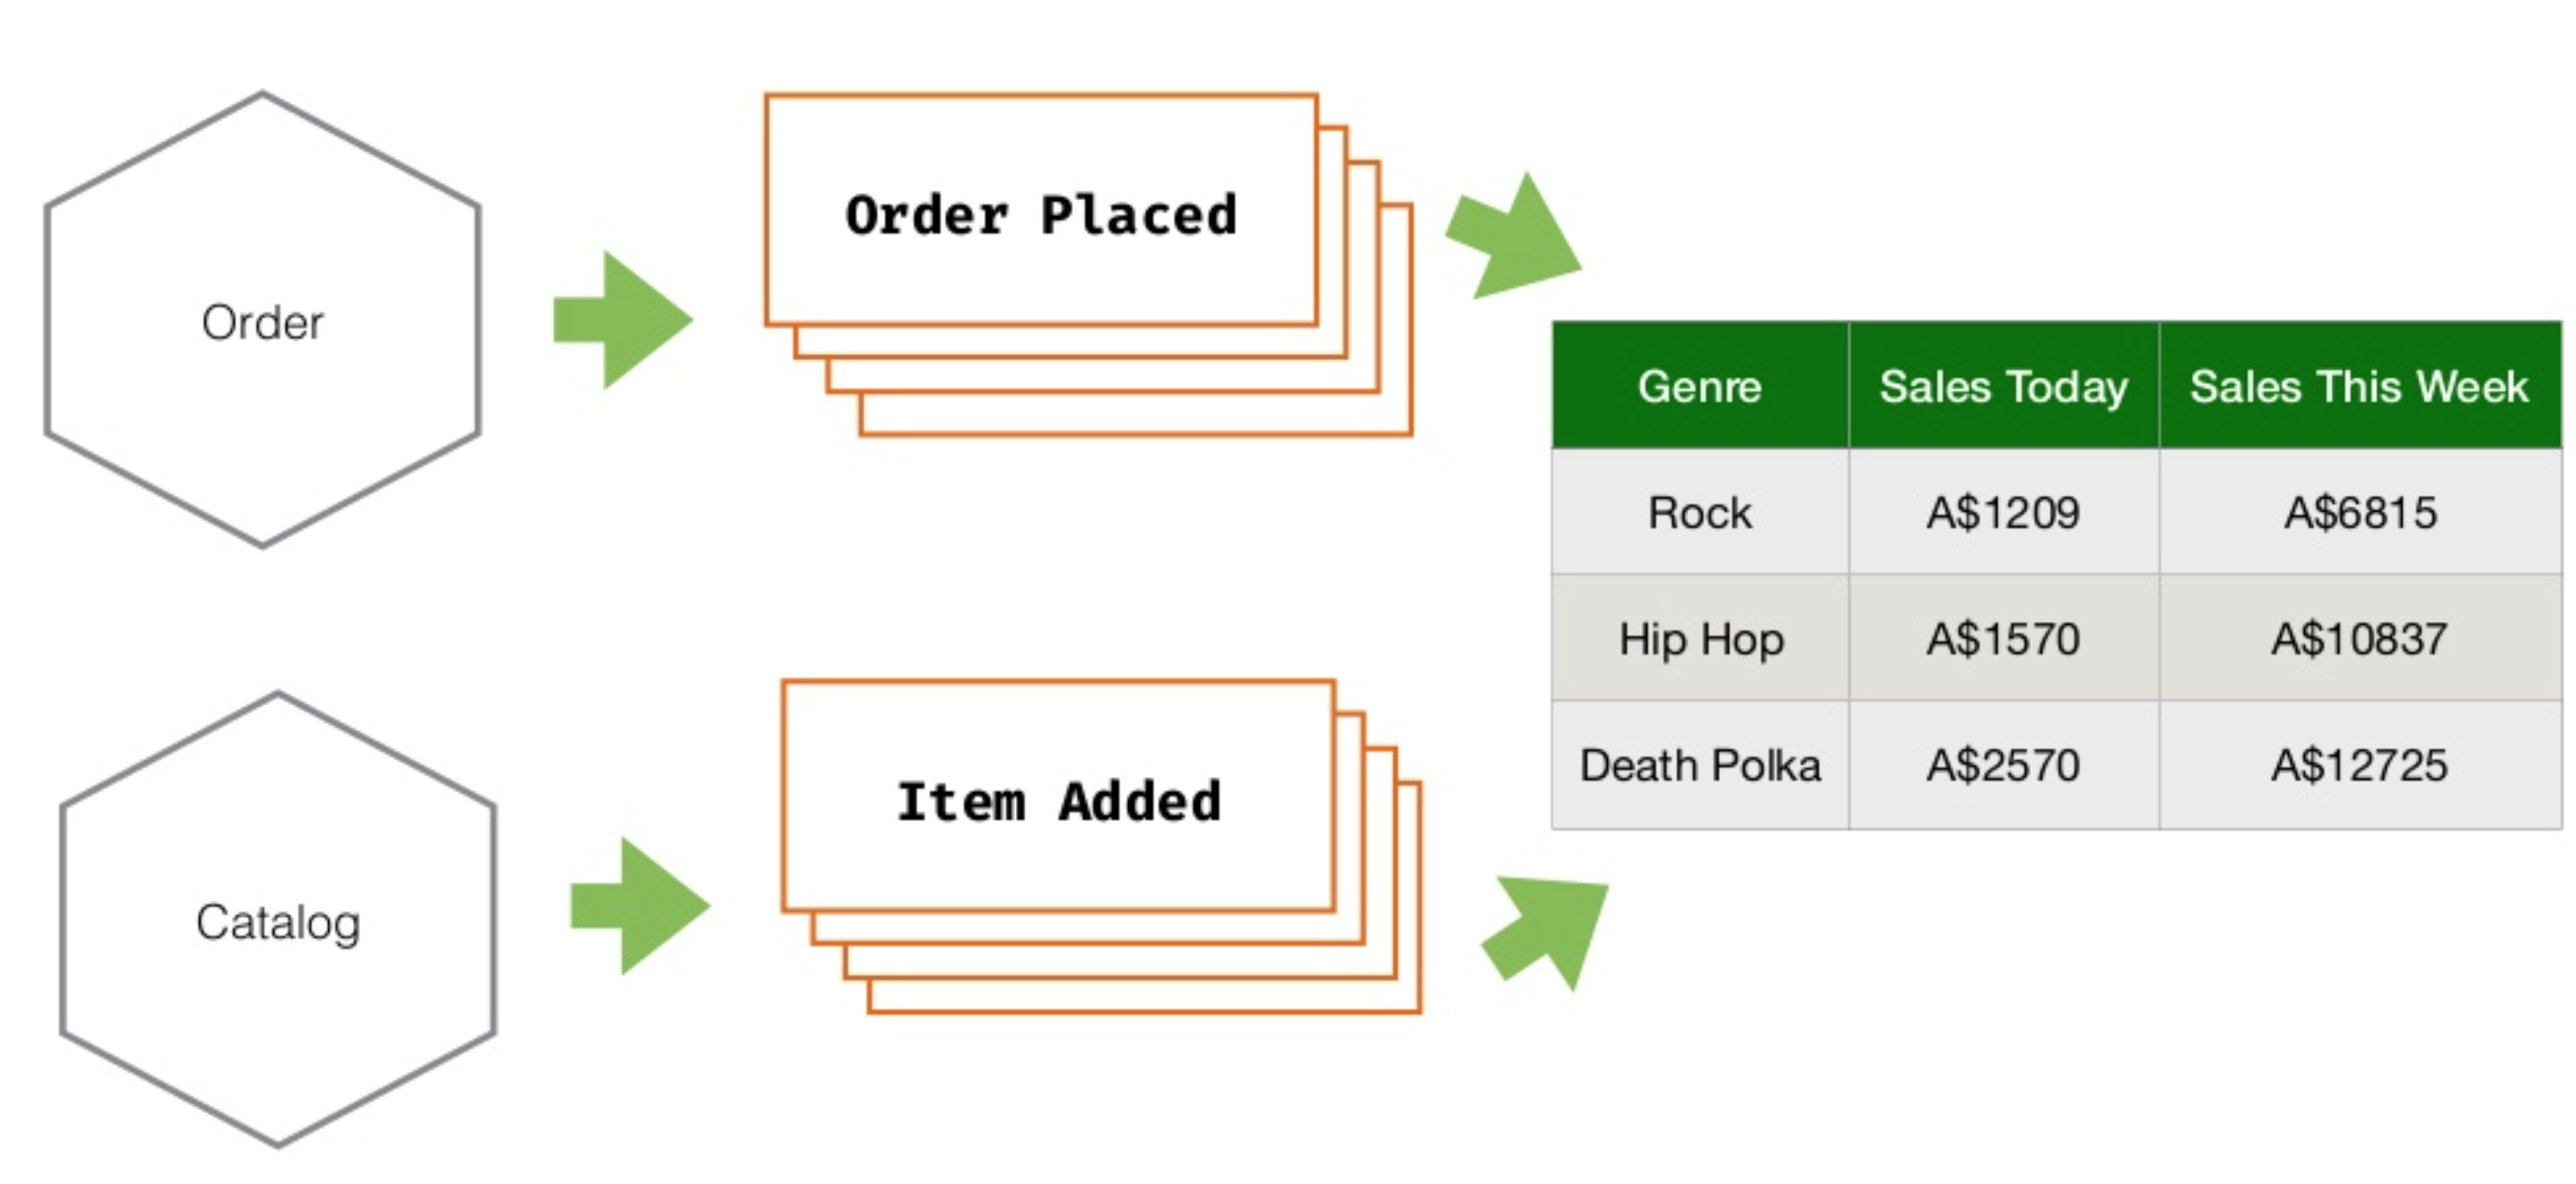 Order
Order Placed
Catalog
Item Added
Genre Sales Today Sales This Week
Rock A$1209 A$6815
Hip Hop A$1570 A$10837
Death Polka A$2570 A$12725